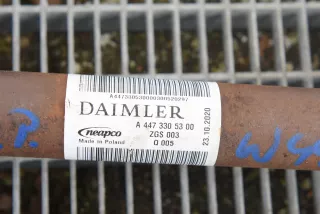 DAIMLER
neapco
Made in Poland
A 447 330 53 00
ZGS 003
Q 009
23.10.2020